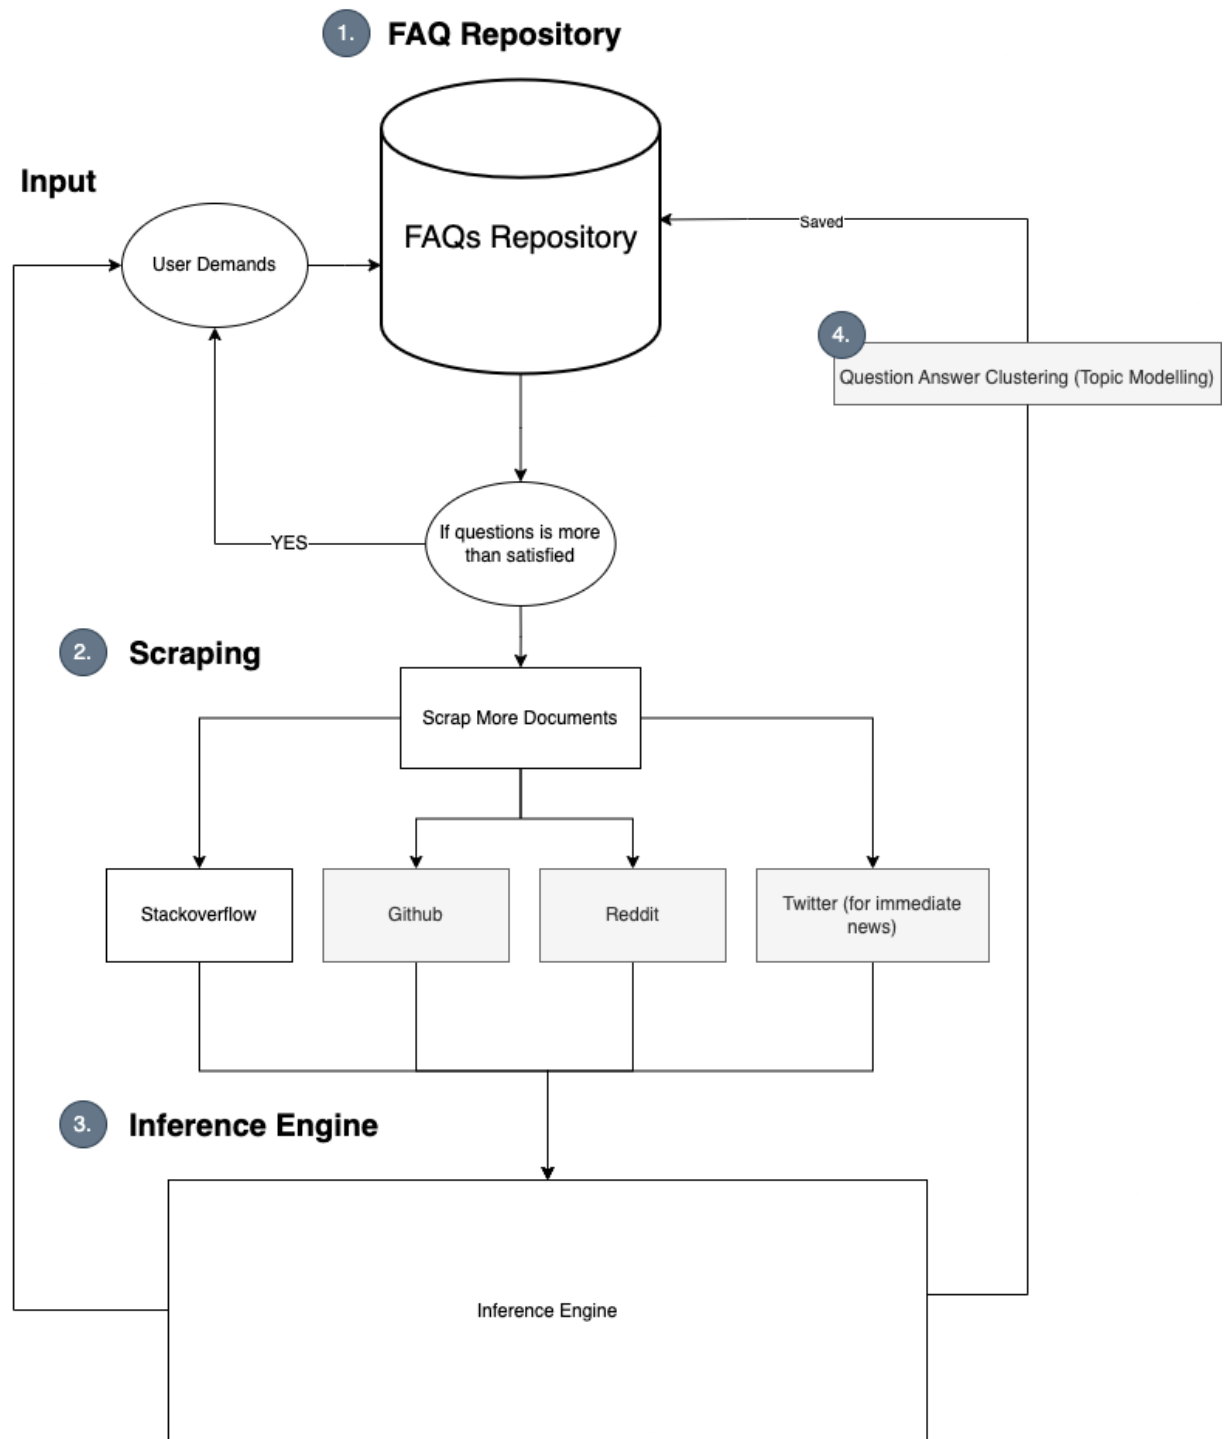 1. FAQ Repository
Input
User Demands
FAQs Repository
Saved
4.
Question Answer Clustering (Topic Modelling)
If questions is more
than satisfied
YES
2. Scraping
Scrap More Documents
Stackoverflow
Github
Reddit
Twitter (for immediate
news)
3. Inference Engine
Inference Engine